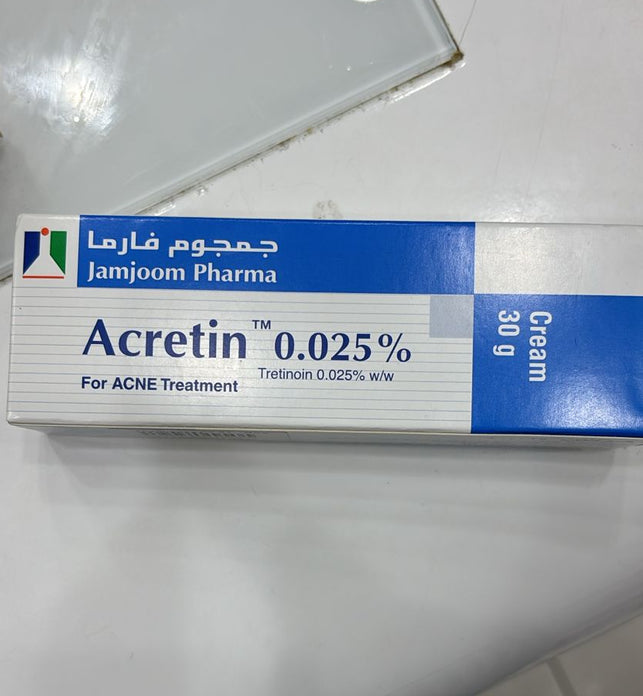 جمجوم فارما
Jamjoom Pharma
Acretin™ 0.025%
Tretinoin 0.025% w/w
For ACNE Treatment
Cream
30 g